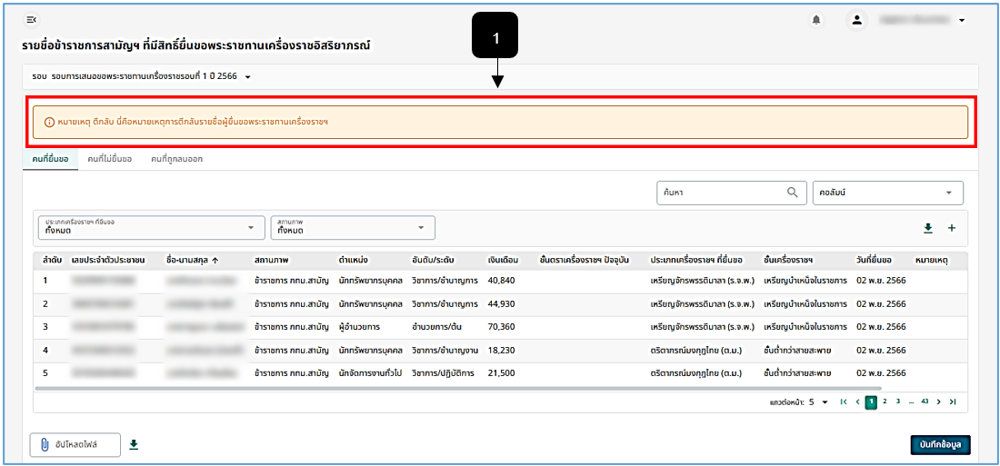 1
รายชื่อข้าราชการสามัญฯ ที่มีสิทธิ์ยื่นขอพระราชทานเครื่องราชอิสริยาภรณ์
รอบ รอบการเสนอขอพระราชทานเครื่องราชรอบที่ 1 ปี 2566
หมายเหตุ ตีกลับ นี่คือหมายเหตุการตีกลับรายชื่อผู้ยื่นขอพระราชทานเครื่องราชฯ
คนที่ยื่นขอ คนที่ไม่ยื่นขอ คนที่ถูกลบออก
ค้นหา คอลัมน์
ประเภทเครื่องราชฯ ที่ยื่นขอ สถานภาพ
ทั้งหมด ทั้งหมด
ลำดับ เลขประจำตัวประชาชน ชื่อ-นามสกุล สถานภาพ ตำแหน่ง อันดับ/ระดับ เงินเดือน ชั้นตราเครื่องราชฯ ปัจจุบัน ประเภทเครื่องราชฯ ที่ยื่นขอ ชั้นเครื่องราชฯ วันที่ยื่นขอ หมายเหตุ
1 ข้าราชการ กทม.สามัญ นักทรัพยากรบุคคล วิชาการ/ชำนาญการ 40,840 เหรียญจักรพรรดิมาลา (ร.จ.พ.) เหรียญบำเหน็จในราชการ 02 พ.ย. 2566
2 ข้าราชการ กทม.สามัญ นักทรัพยากรบุคคล วิชาการ/ชำนาญการ 44,930 เหรียญจักรพรรดิมาลา (ร.จ.พ.) เหรียญบำเหน็จในราชการ 02 พ.ย. 2566
3 ข้าราชการ กทม.สามัญ ผู้อำนวยการ อำนวยการ/ต้น 70,360 เหรียญจักรพรรดิมาลา (ร.จ.พ.) เหรียญบำเหน็จในราชการ 02 พ.ย. 2566
4 ข้าราชการ กทม.สามัญ นักทรัพยากรบุคคล วิชาการ/ชำนาญงาน 18,230 ตริตาภรณ์มงกุฎไทย (ต.ม.) ชั้นต่ำกว่าสายสะพาย 02 พ.ย. 2566
5 ข้าราชการ กทม.สามัญ นักจัดการงานทั่วไป วิชาการ/ปฏิบัติการ 21,500 ตริตาภรณ์มงกุฎไทย (ต.ม.) ชั้นต่ำกว่าสายสะพาย 02 พ.ย. 2566
แถวต่อหน้า: 5 1 2 3 ... 43
อัปโหลดไฟล์ บันทึกข้อมูล